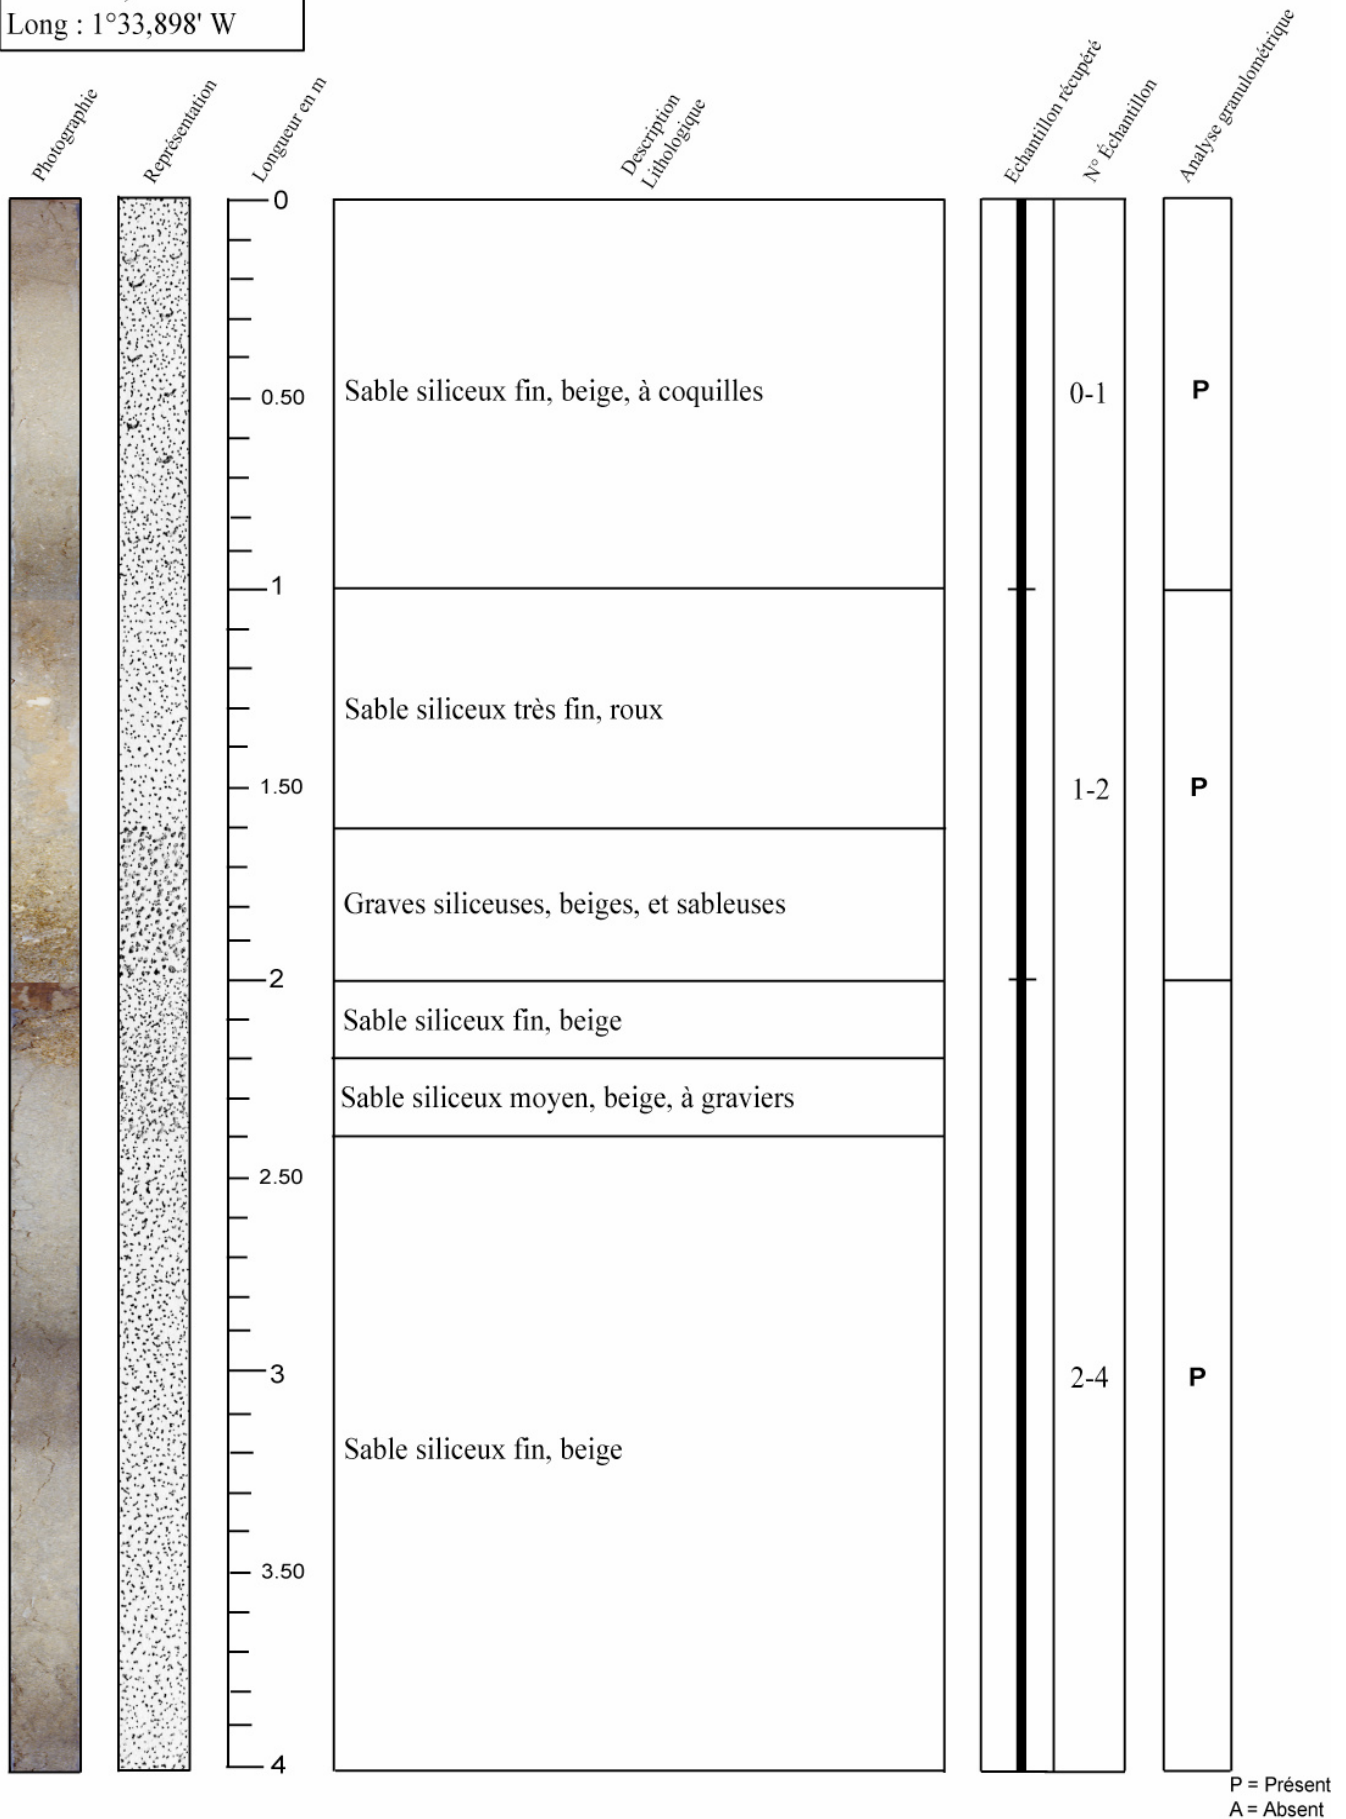 Long : 1°33,898' W
Photographie
Représentation
Longueur en m
Description
Lithologique
Echantillon récupéré
N° Échantillon
Analyse granulométrique
0
0.50
Sable siliceux fin, beige, à coquilles
0-1
P
1
Sable siliceux très fin, roux
1.50
1-2
P
Graves siliceuses, beiges, et sableuses
2
Sable siliceux fin, beige
Sable siliceux moyen, beige, à graviers
2.50
3
2-4
P
Sable siliceux fin, beige
3.50
4
P = Présent
A = Absent